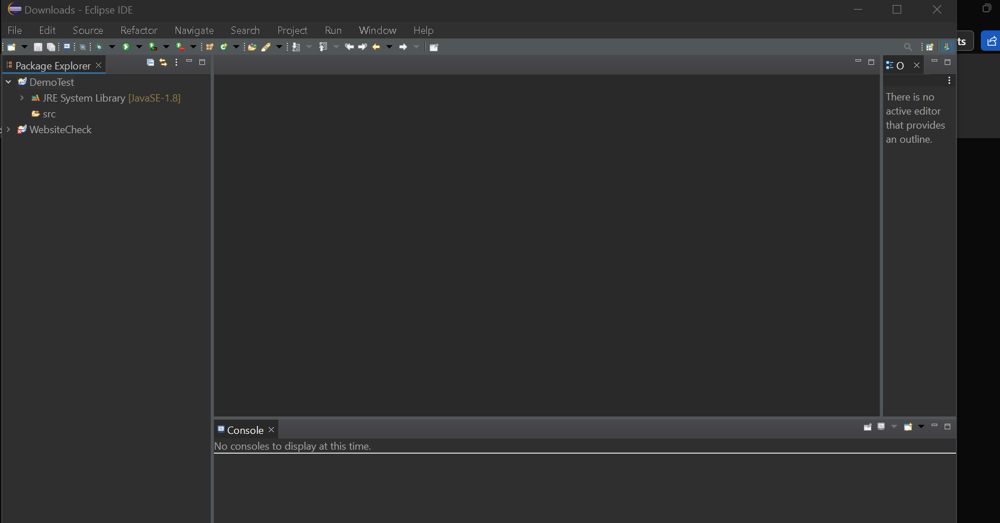 Downloads - Eclipse IDE
File Edit Source Refactor Navigate Search Project Run Window Help
ts
Package Explorer
DemoTest
JRE System Library [JavaSE-1.8]
src
WebsiteCheck
O
There is no
active editor
that provides
an outline.
Console
No consoles to display at this time.